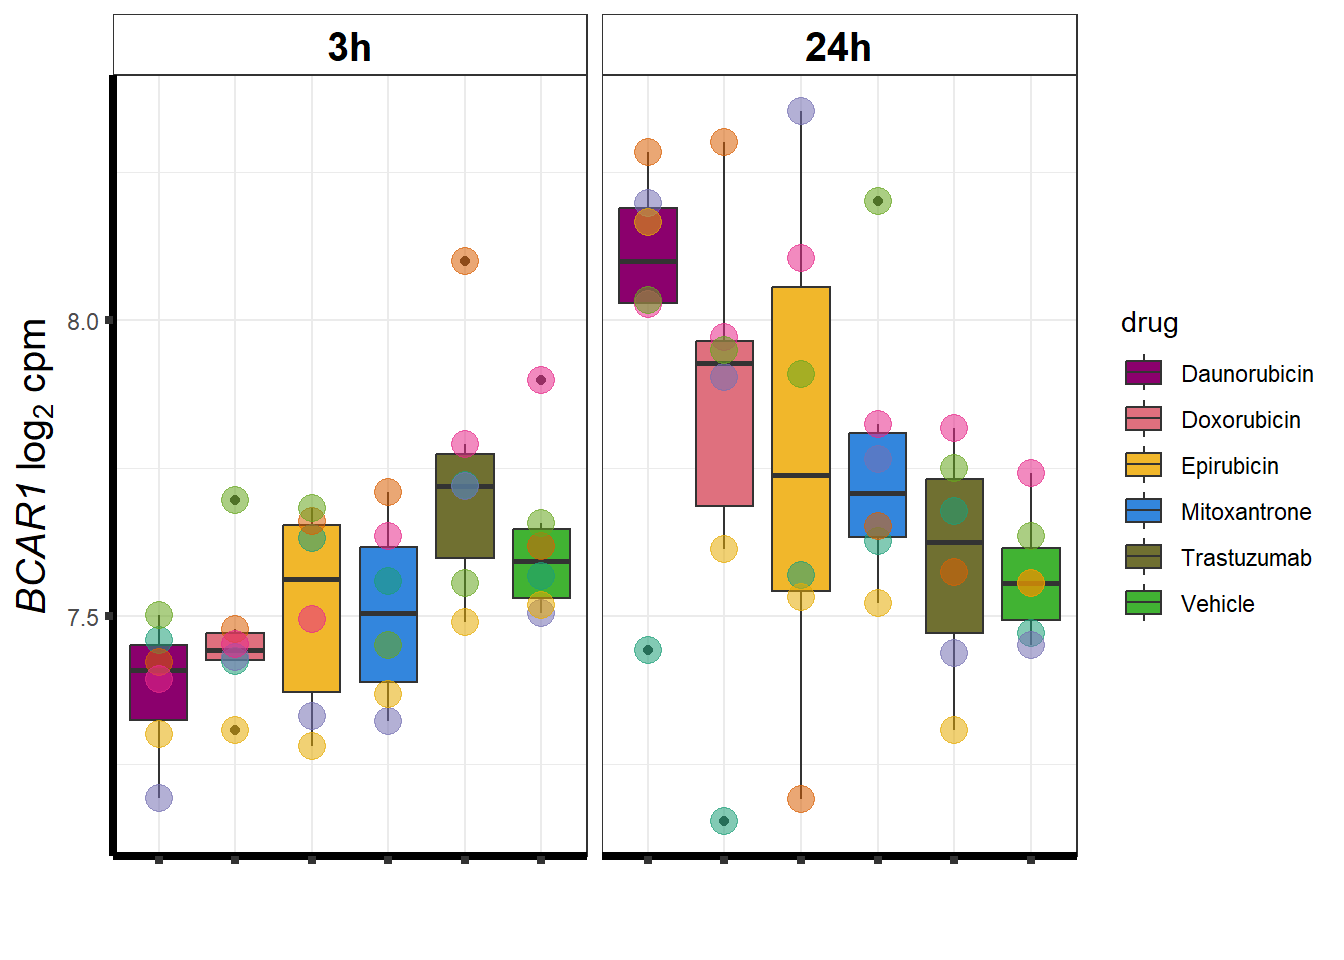 3h
24h
8.0
7.5
BCAR1 log₂ cpm
drug
Daunorubicin
Doxorubicin
Epirubicin
Mitoxantrone
Trastuzumab
Vehicle